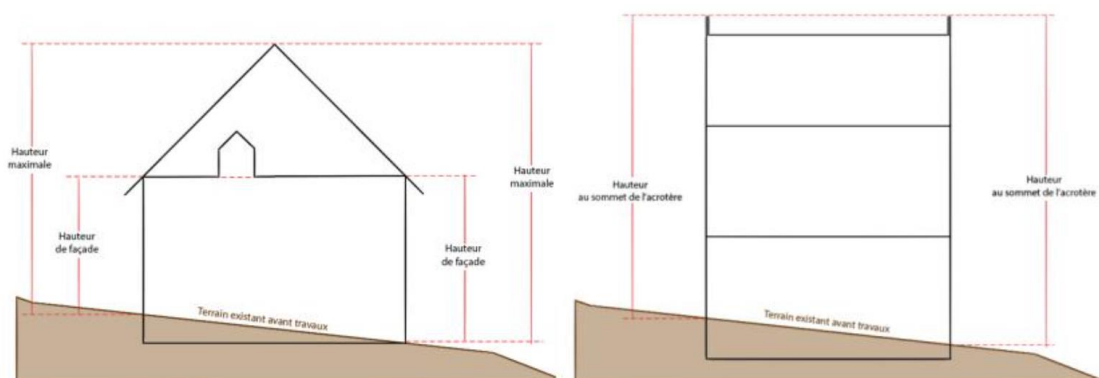 Hauteur
maximale
Hauteur
de façade
Hauteur
maximale
Hauteur
de façade
Terrain existant avant travaux
Hauteur
au sommet de l'acrotère
Hauteur
au sommet de l'acrotère
Terrain existant avant travaux